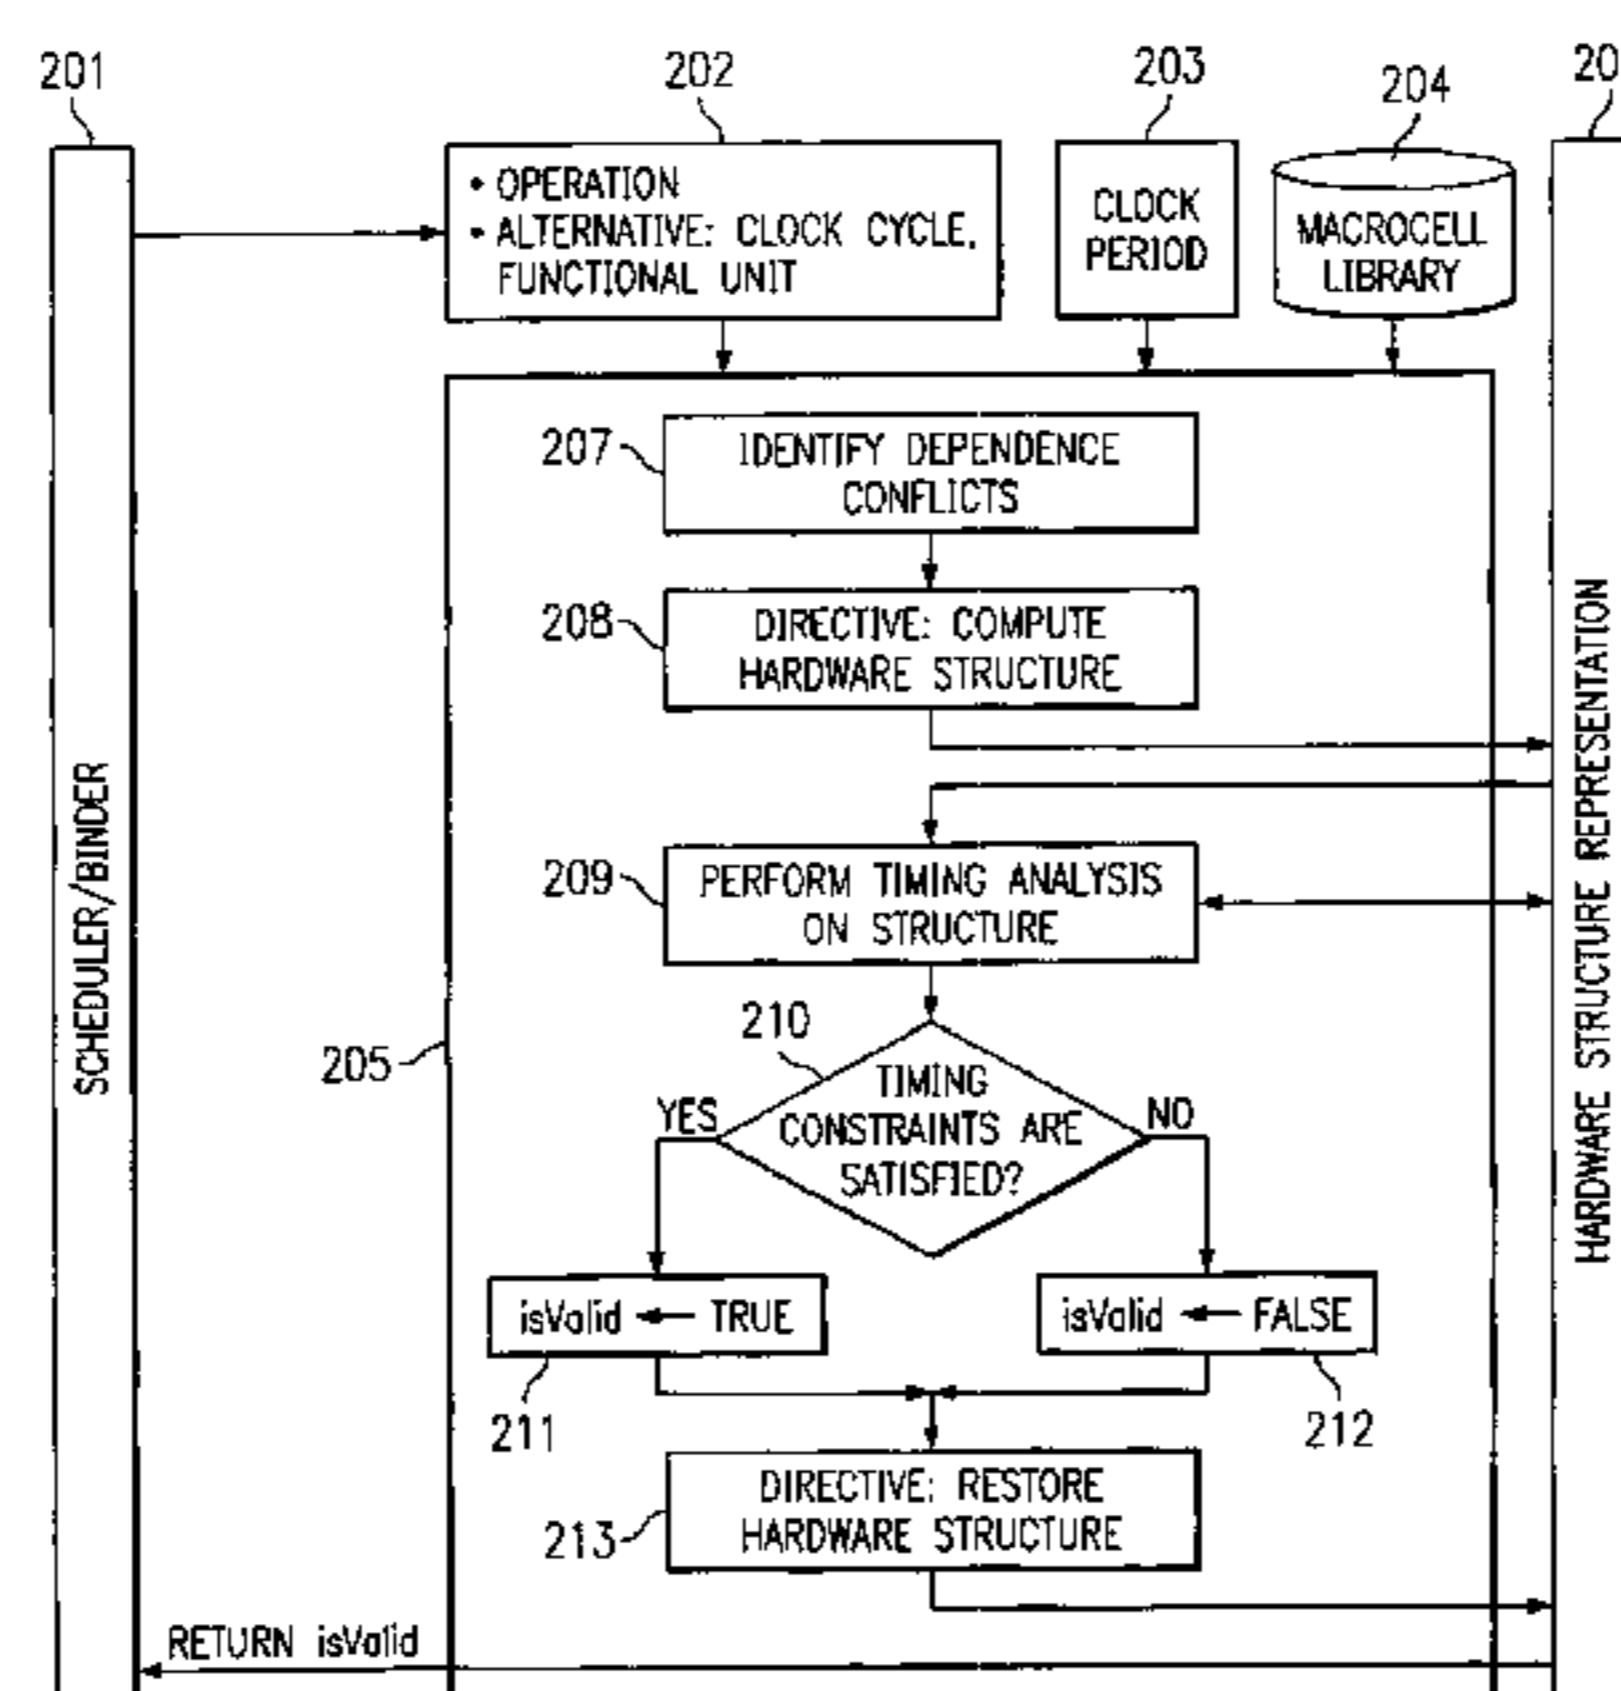 201
202
203
204
20
• OPERATION
• ALTERNATIVE: CLOCK CYCLE,
FUNCTIONAL UNIT
CLOCK
PERIOD
MACROCELL
LIBRARY
207
IDENTIFY DEPENDENCE
CONFLICTS
208
DIRECTIVE: COMPUTE
HARDWARE STRUCTURE
209
PERFORM TIMING ANALYSIS
ON STRUCTURE
SCHEDULER/BINDER
HARDWARE STRUCTURE REPRESENTATION
205
210
TIMING
CONSTRAINTS ARE
SATISFIED?
YES
NO
isValid ← TRUE
isValid ← FALSE
211
212
213
DIRECTIVE: RESTORE
HARDWARE STRUCTURE
RETURN isValid